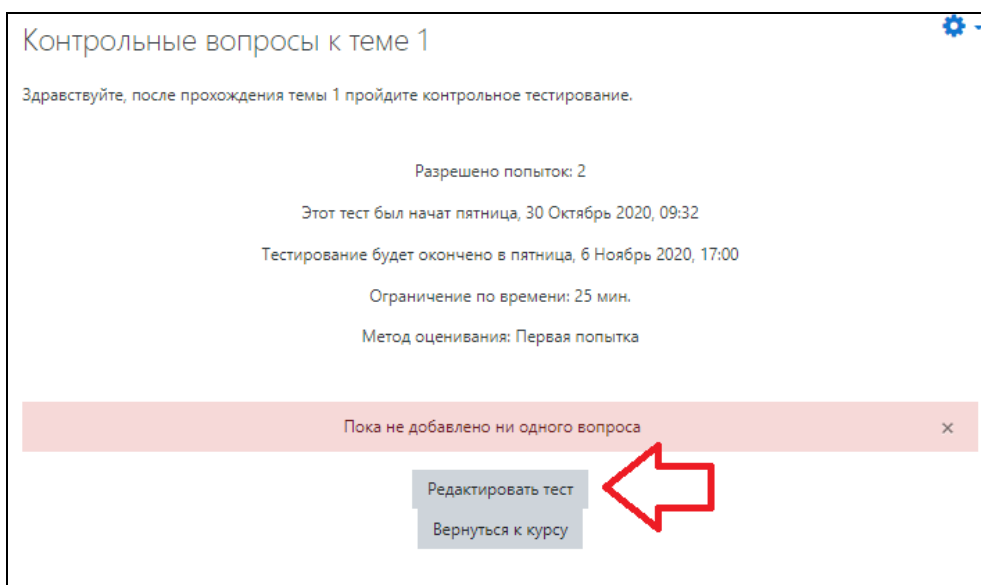 Контрольные вопросы к теме 1
Здравствуйте, после прохождения темы 1 пройдите контрольное тестирование.
Разрешено попыток: 2
Этот тест был начат пятница, 30 Октябрь 2020, 09:32
Тестирование будет окончено в пятница, 6 Ноябрь 2020, 17:00
Ограничение по времени: 25 мин.
Метод оценивания: Первая попытка
Пока не добавлено ни одного вопроса ×
Редактировать тест
Вернуться к курсу